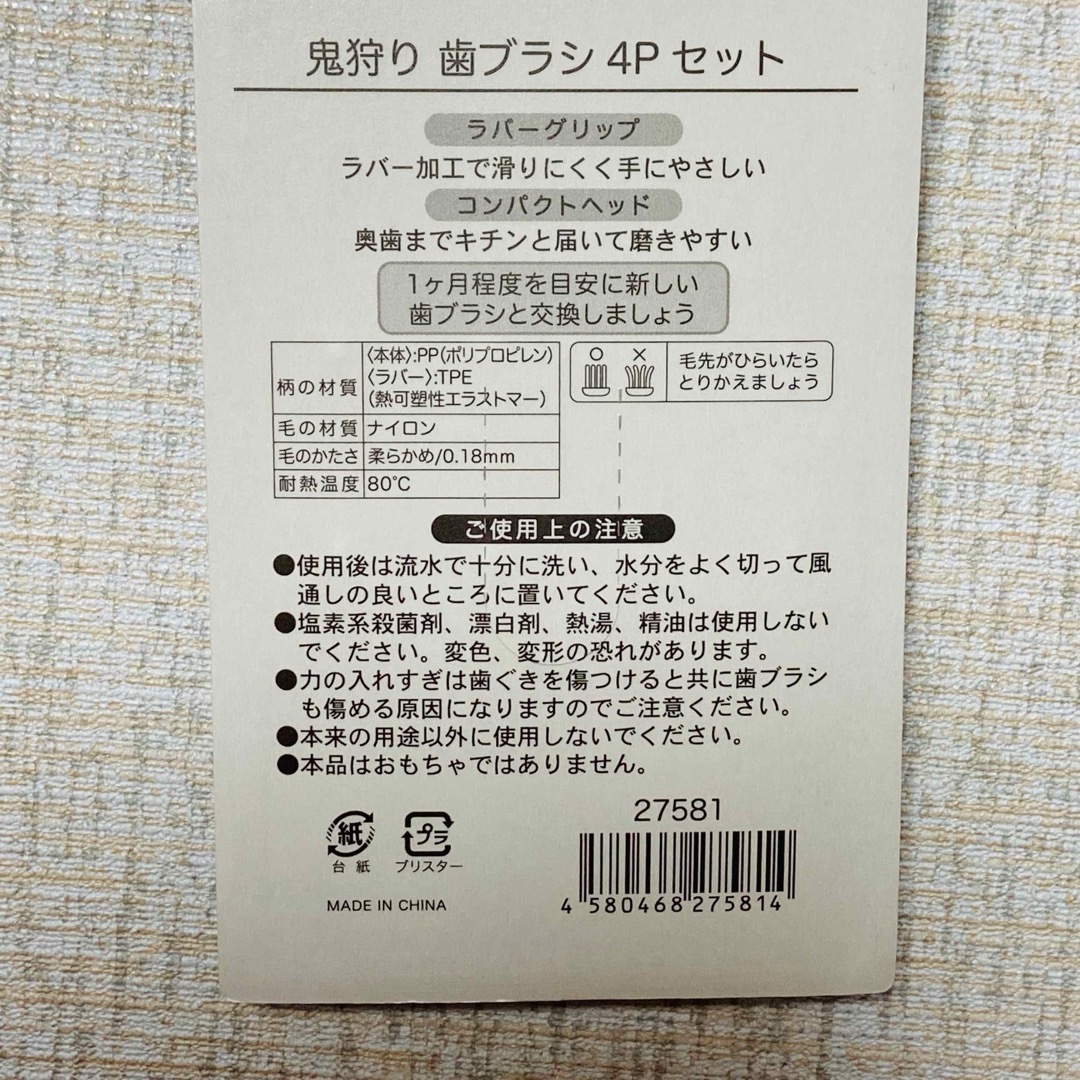 鬼狩り 歯ブラシ 4P セット
ラバーグリップ
ラバー加工で滑りにくく手にやさしい
コンパクトヘッド
奥歯までキチンと届いて磨きやすい
1ヶ月程度を目安に新しい
歯ブラシと交換しましょう
柄の材質
〈本体〉:PP(ポリプロピレン)
〈ラバー〉:TPE
(熱可塑性エラストマー)
毛の材質 ナイロン
毛のかたさ 柔らかめ/0.18mm
耐熱温度 80℃
○ ×
毛先がひらいたら
とりかえましょう
ご使用上の注意
●使用後は流水で十分に洗い、水分をよく切って風
通しの良いところに置いてください。
●塩素系殺菌剤、漂白剤、熱湯、精油は使用しない
でください。変色、変形の恐れがあります。
●力の入れすぎは歯ぐきを傷つけると共に歯ブラシ
も傷める原因になりますのでご注意ください。
●本来の用途以外に使用しないでください。
●本品はおもちゃではありません。
紙
台紙
プラ
ブリスター
MADE IN CHINA
27581
4 580468 275814